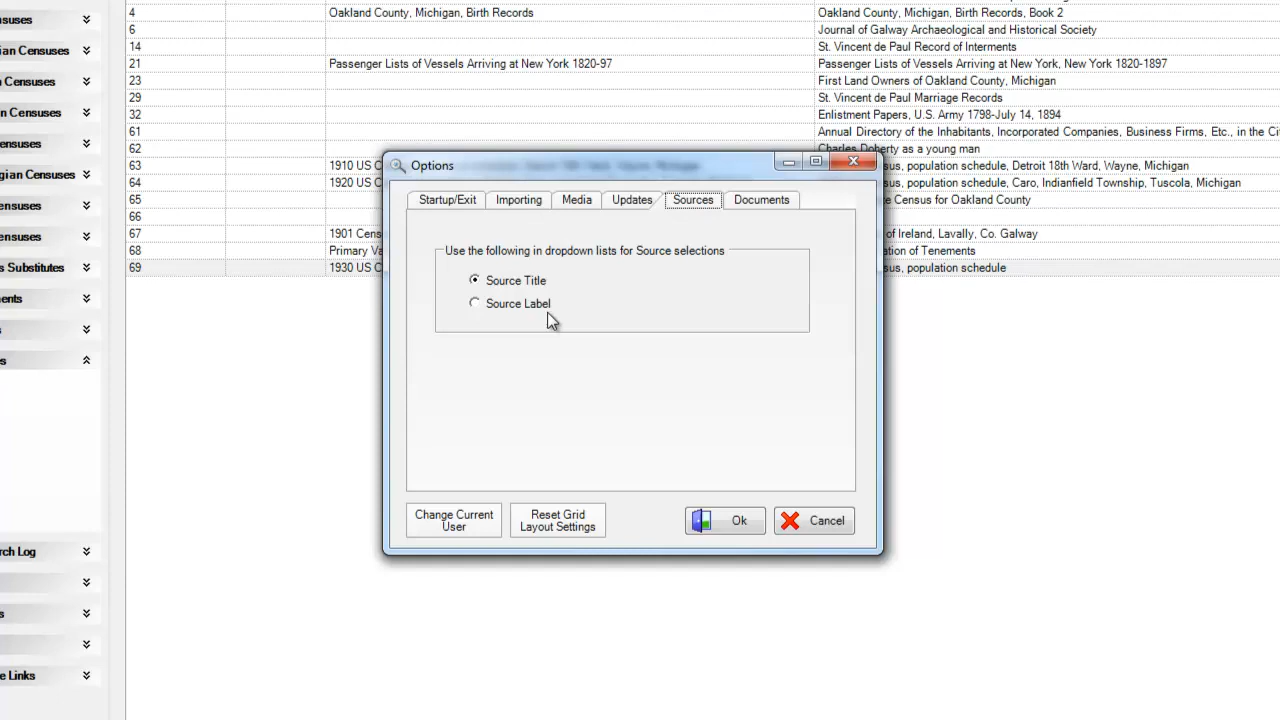 4 Oakland County, Michigan, Birth Records Oakland County, Michigan, Birth Records, Book 2
6 Journal of Galway Archaeological and Historical Society
14 St. Vincent de Paul Record of Interments
21 Passenger Lists of Vessels Arriving at New York 1820-97 Passenger Lists of Vessels Arriving at New York, New York 1820-1897
23 First Land Owners of Oakland County, Michigan
29 St. Vincent de Paul Marriage Records
32 Enlistment Papers, U.S. Army 1798-July 14, 1894
61 Annual Directory of the Inhabitants, Incorporated Companies, Business Firms, Etc., in the Ci
62 Charles Doherty as a young man
63 1910 US C sus, population schedule, Detroit 18th Ward, Wayne, Michigan
64 1920 US C sus, population schedule, Caro, Indianfield Township, Tuscola, Michigan
65 e Census for Oakland County
66
67 1901 Cens of Ireland, Lavally, Co. Galway
68 Primary Va ation of Tenements
69 1930 US C sus, population schedule
suses
ian Censuses
Censuses
n Censuses
ensuses
gian Censuses
ensuses
ensuses
s Substitutes
ents
s
es
rch Log
s
e Links
Options
Startup/Exit Importing Media Updates Sources Documents
Use the following in dropdown lists for Source selections
Source Title
Source Label
Change Current
User
Reset Grid
Layout Settings
Ok
Cancel